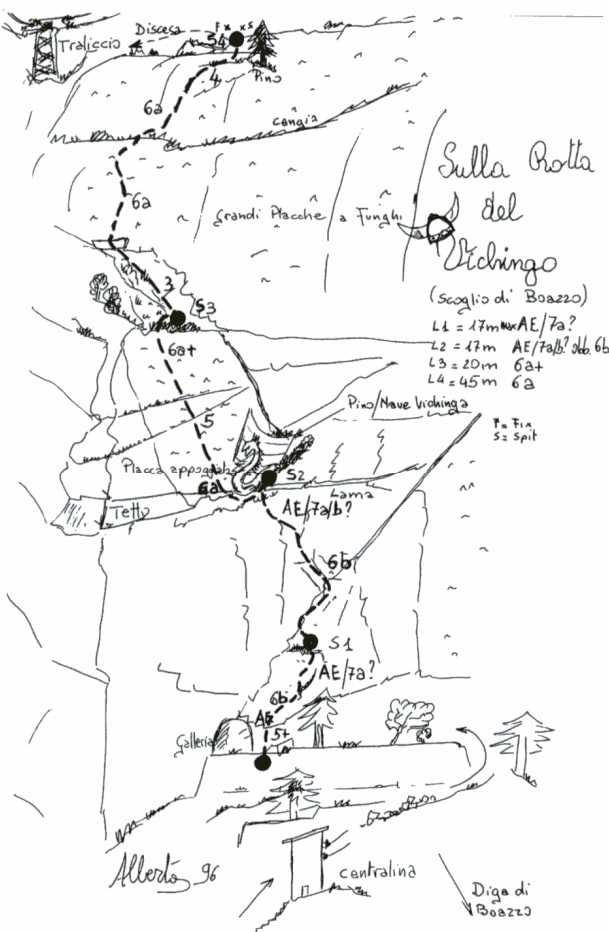 Discesa
F x x S
S4
Traliccio
4
Pino
6a
Cengia
Sulla Rotta
del
Vichingo
6a
Grandi Placche a Funghi
(Scoglio di Boazzo)
3
S3
L1 = 17m AE/7a?
L2 = 17m AE/7a/b? obb. 6b
L3 = 20m 6a+
L4 = 45m 6a
6a+
Pino/Nave Vichinga
F = Fix
S = Spit
5
Placca appoggiata
S2
6a
Lama
Tetto
AE/7a/b?
6b
S1
AE/7a?
6b
AE
Galleria
5+
Alberto 96
Centralina
Diga di
Boazzo